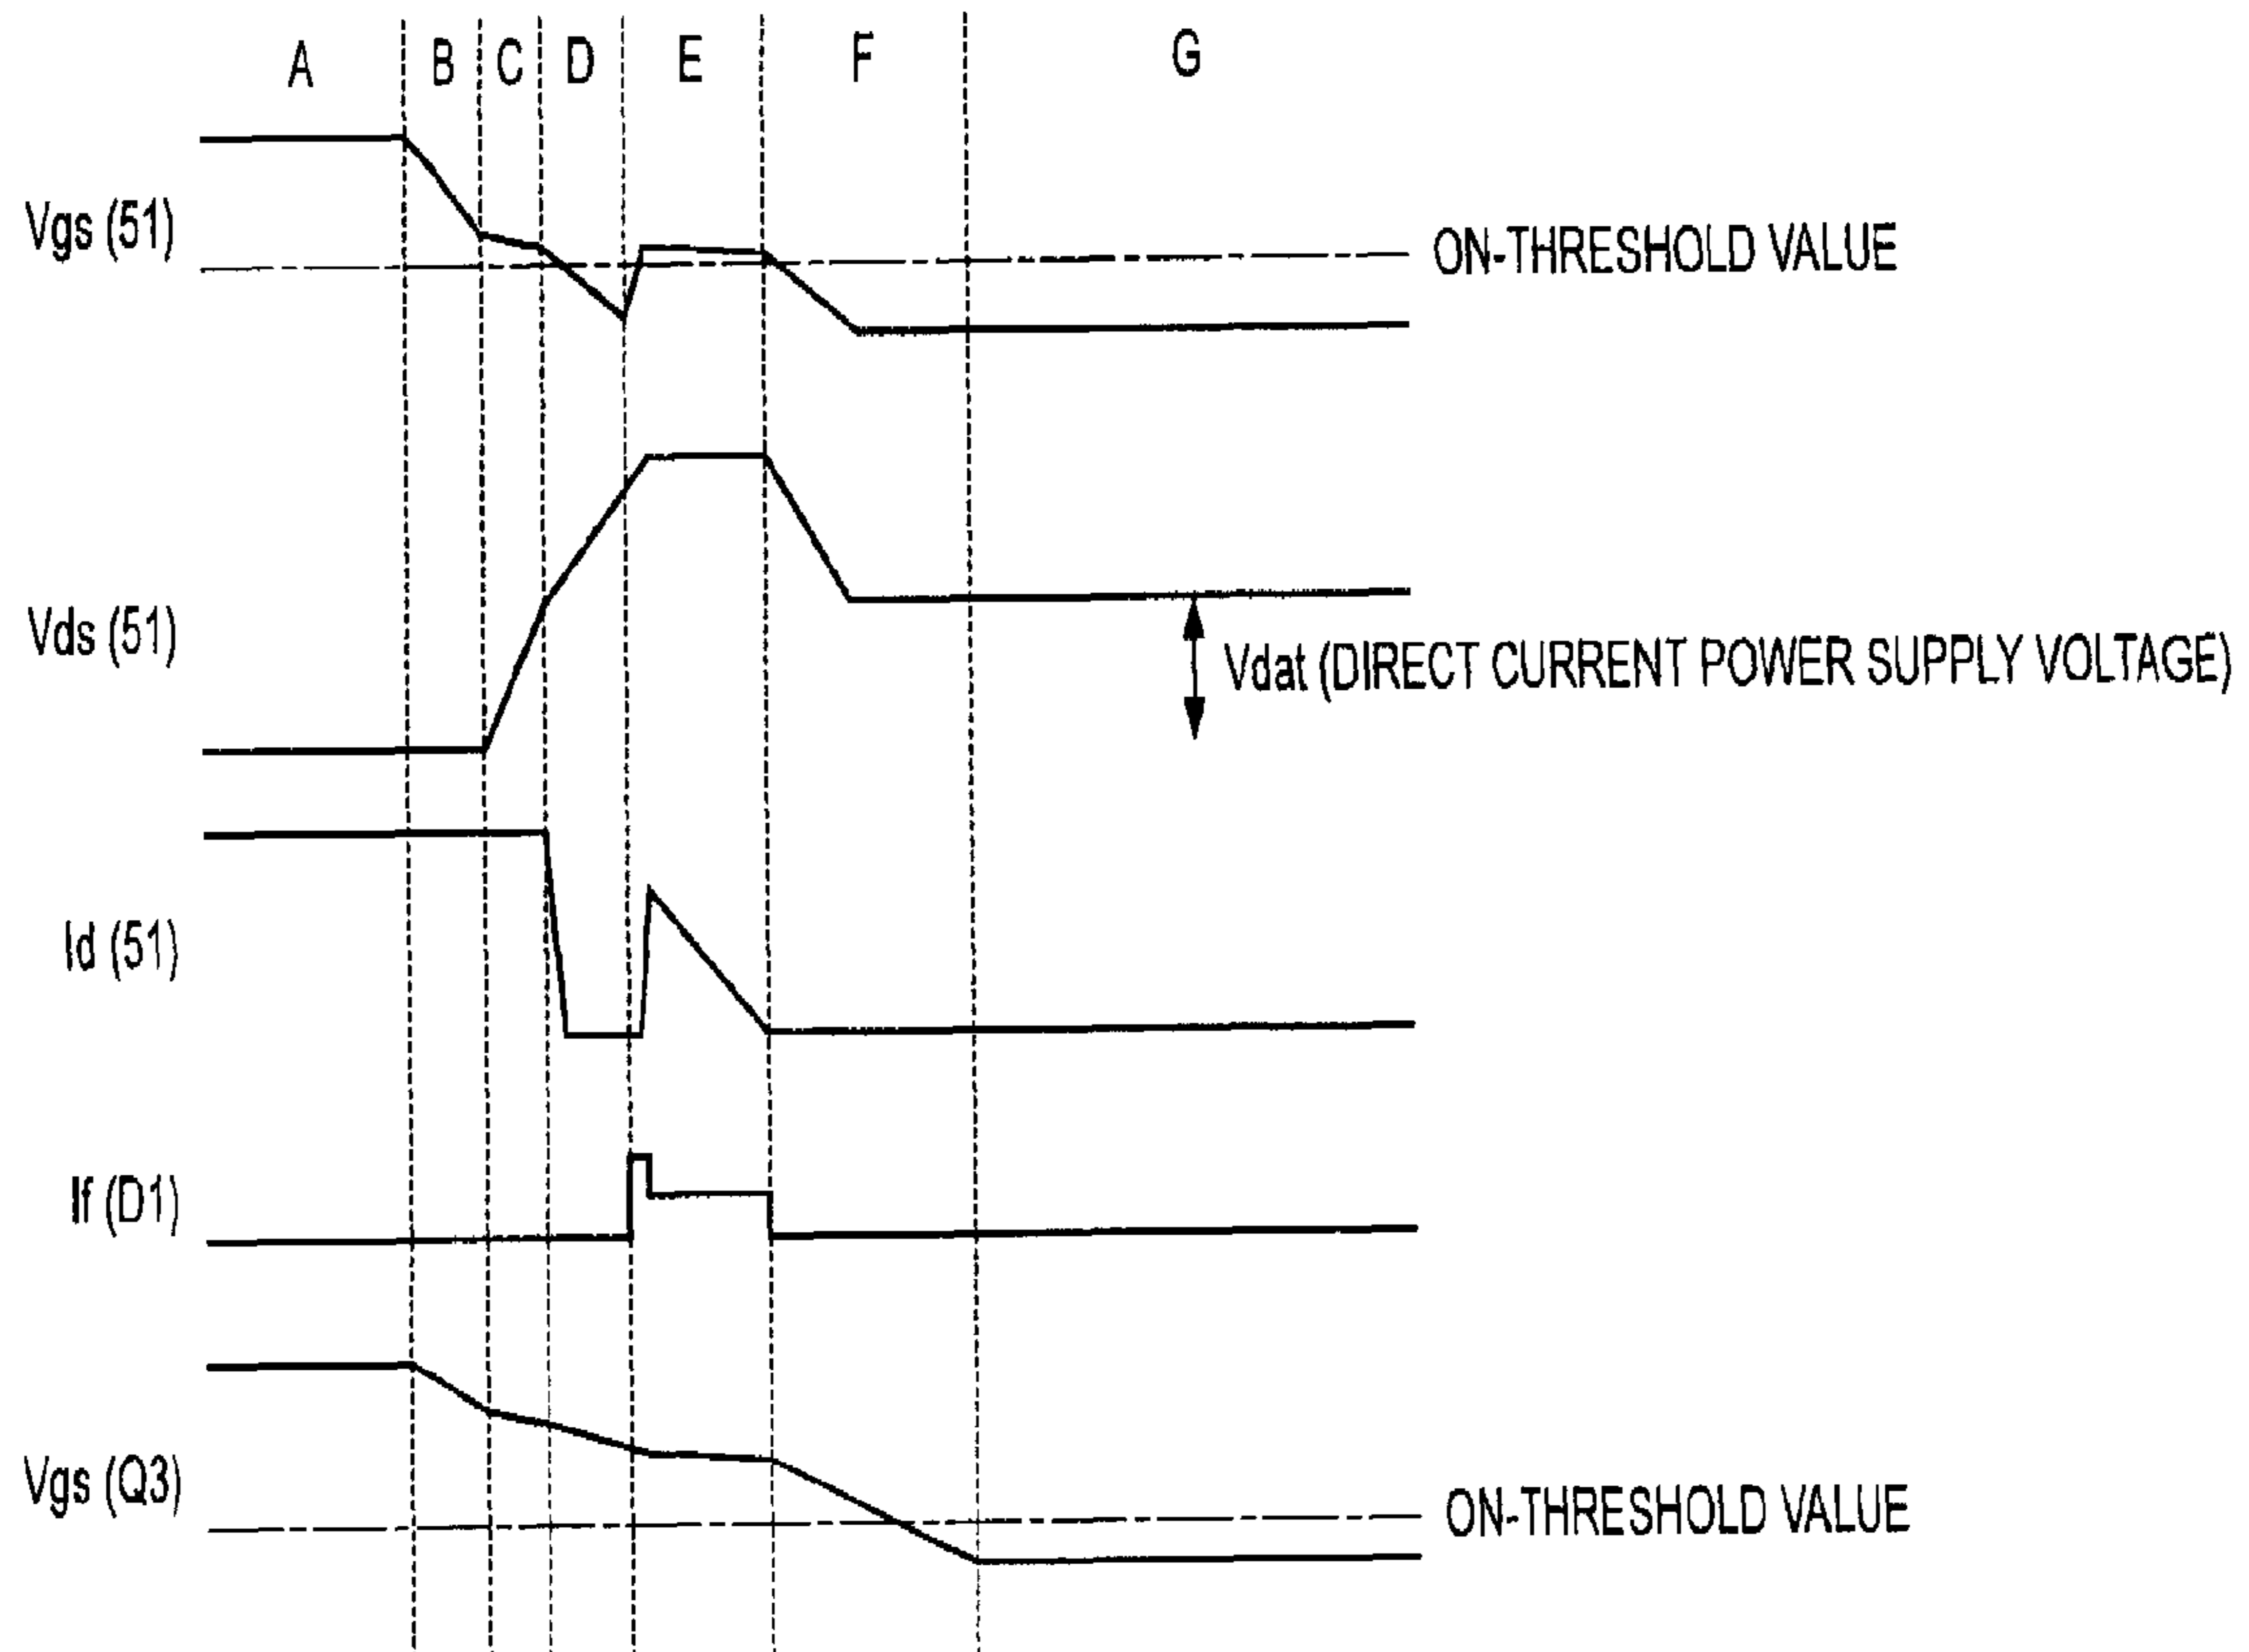 A B C D E F G
Vgs (51)
ON-THRESHOLD VALUE
Vds (51)
Vdat (DIRECT CURRENT POWER SUPPLY VOLTAGE)
Id (51)
If (D1)
Vgs (Q3)
ON-THRESHOLD VALUE